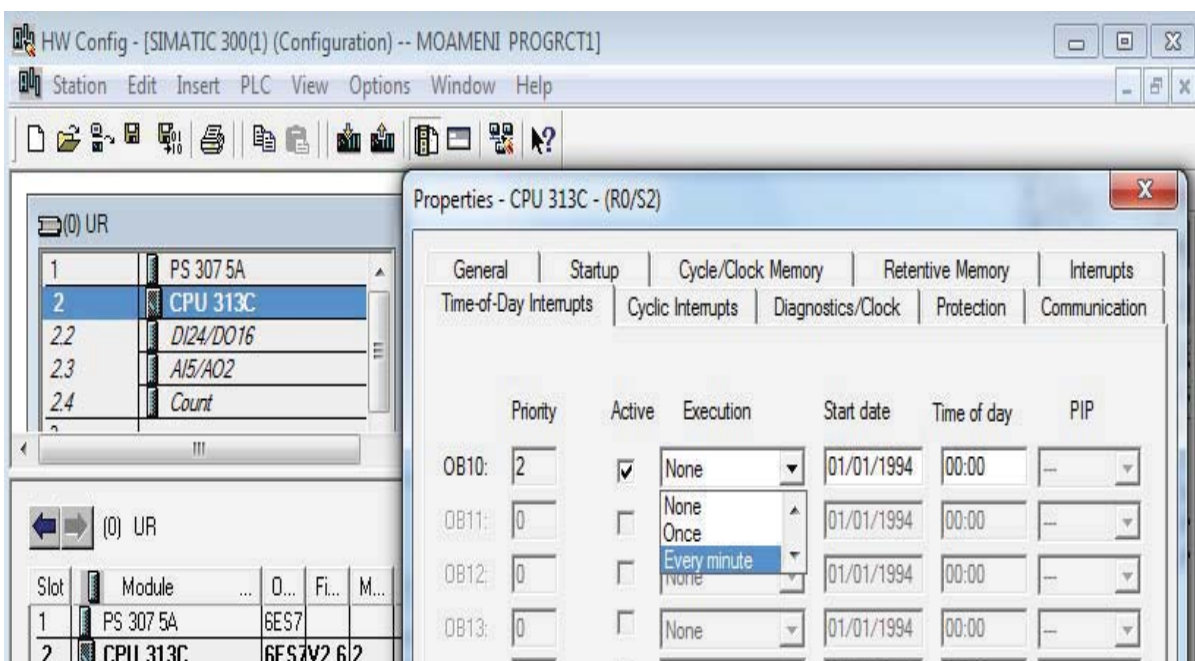 HW Config - [SIMATIC 300(1) (Configuration) -- MOAMENI PROGRCT1]
Station Edit Insert PLC View Options Window Help
(0) UR
1 PS 307 5A
2 CPU 313C
2.2 DI24/DO16
2.3 AI5/AO2
2.4 Count
(0) UR
Slot Module ... O... Fi... M...
1 PS 307 5A 6ES7
2 CPU 313C 6ES7 V2.6 2
Properties - CPU 313C - (R0/S2)
General Startup Cycle/Clock Memory Retentive Memory Interrupts
Time-of-Day Interrupts Cyclic Interrupts Diagnostics/Clock Protection Communication
Priority Active Execution Start date Time of day PIP
OB10: 2 None 01/01/1994 00:00 ---
None
Once
Every minute
OB11: 0 01/01/1994 00:00 ---
OB12: 0 None 01/01/1994 00:00 ---
OB13: 0 None 01/01/1994 00:00 ---